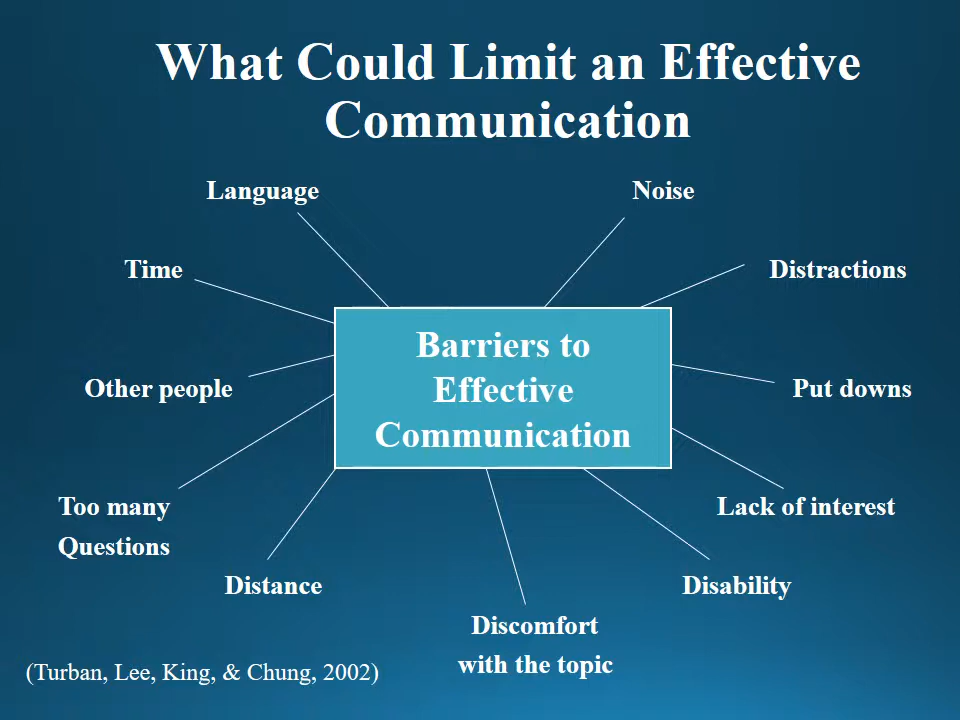 What Could Limit an Effective
Communication
Language
Noise
Time
Distractions
Barriers to
Effective
Communication
Other people
Put downs
Too many
Questions
Lack of interest
Distance
Disability
Discomfort
with the topic
(Turban, Lee, King, & Chung, 2002)